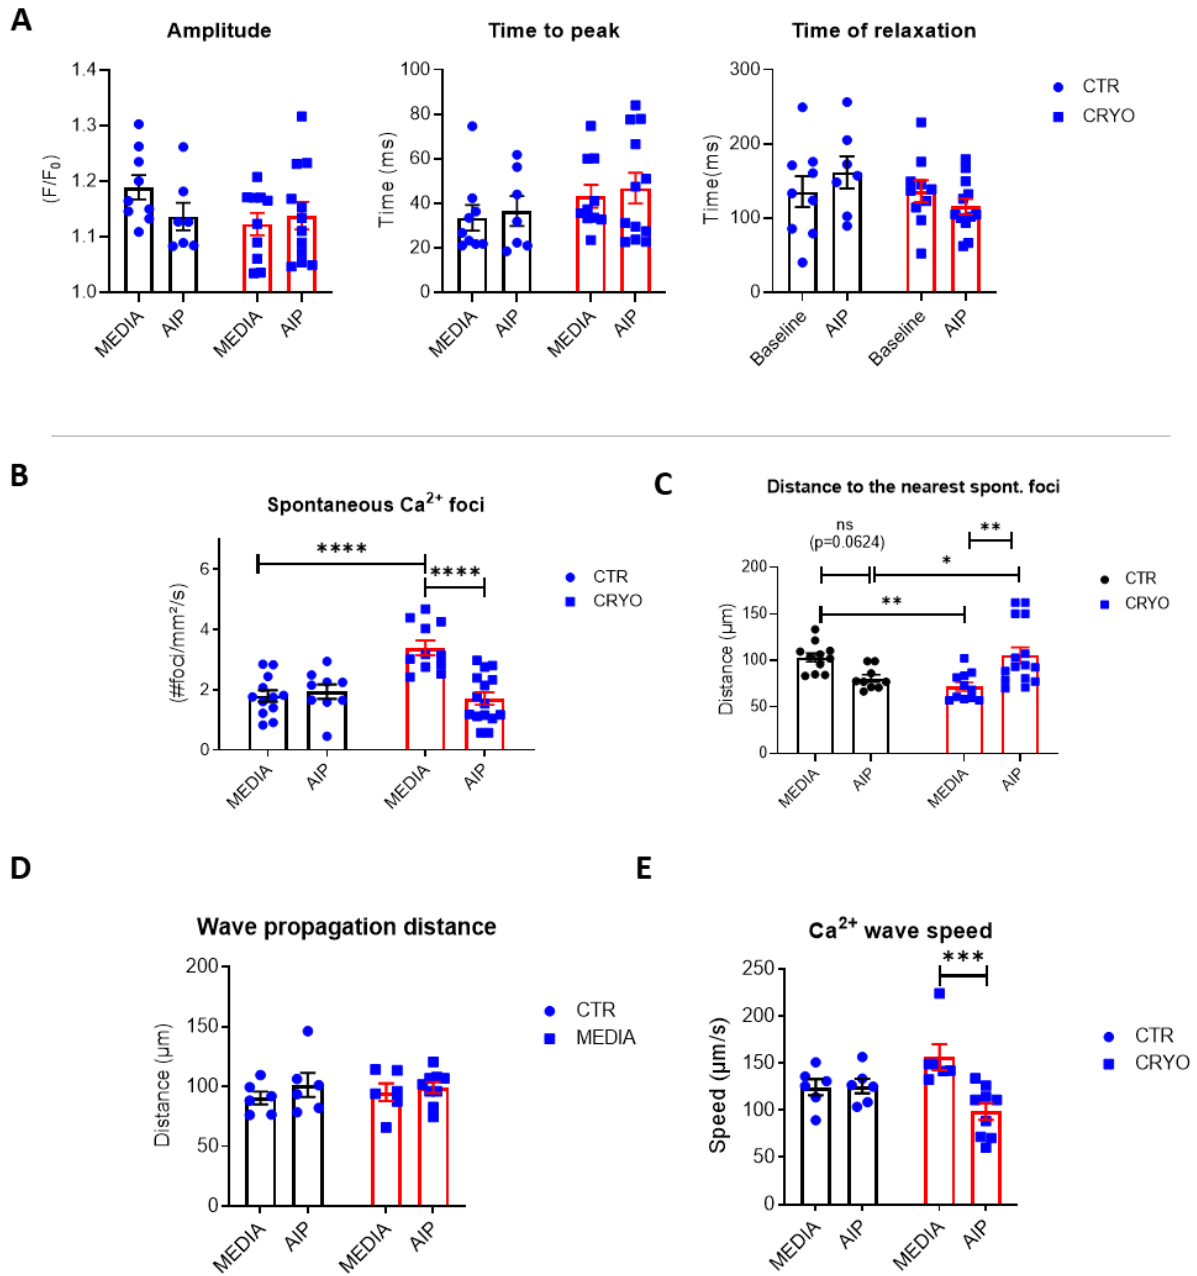 A
Amplitude
Time to peak
Time of relaxation
1.4
1.3
1.2
1.1
1.0
(F/F₀)
MEDIA
AIP
MEDIA
AIP
100
80
60
40
20
0
Time (ms)
MEDIA
AIP
MEDIA
AIP
300
200
100
0
Time(ms)
Baseline
AIP
Baseline
AIP
CTR
CRYO
B
Spontaneous Ca²⁺ foci
****
****
6
4
2
0
(#foci/mm²/s)
MEDIA
AIP
MEDIA
AIP
CTR
CRYO
C
Distance to the nearest spont. foci
ns
(p=0.0624)
**
*
**
200
150
100
50
0
Distance (µm)
MEDIA
AIP
MEDIA
AIP
CTR
CRYO
D
Wave propagation distance
200
150
100
50
0
Distance (µm)
MEDIA
AIP
MEDIA
AIP
CTR
MEDIA
E
Ca²⁺ wave speed
***
250
200
150
100
50
0
Speed (µm/s)
MEDIA
AIP
MEDIA
AIP
CTR
CRYO